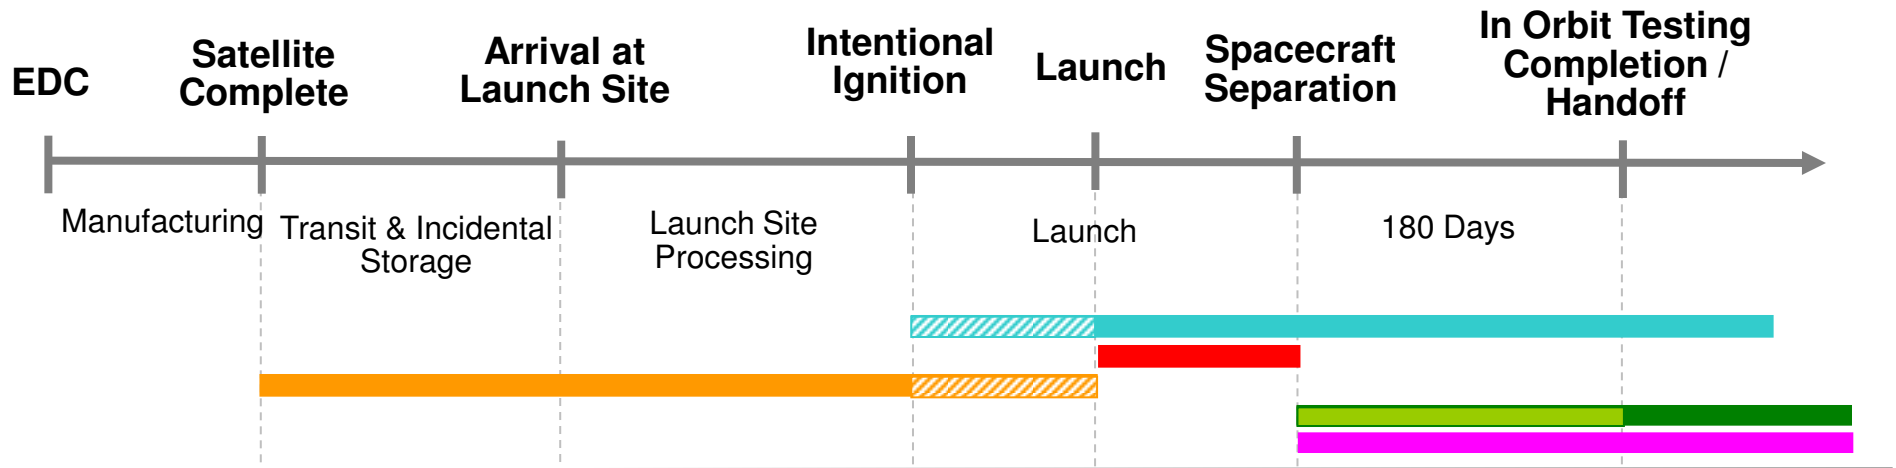 EDC
Satellite
Complete
Arrival at
Launch Site
Intentional
Ignition
Launch
Spacecraft
Separation
In Orbit Testing
Completion /
Handoff
Manufacturing
Transit & Incidental
Storage
Launch Site
Processing
Launch
180 Days